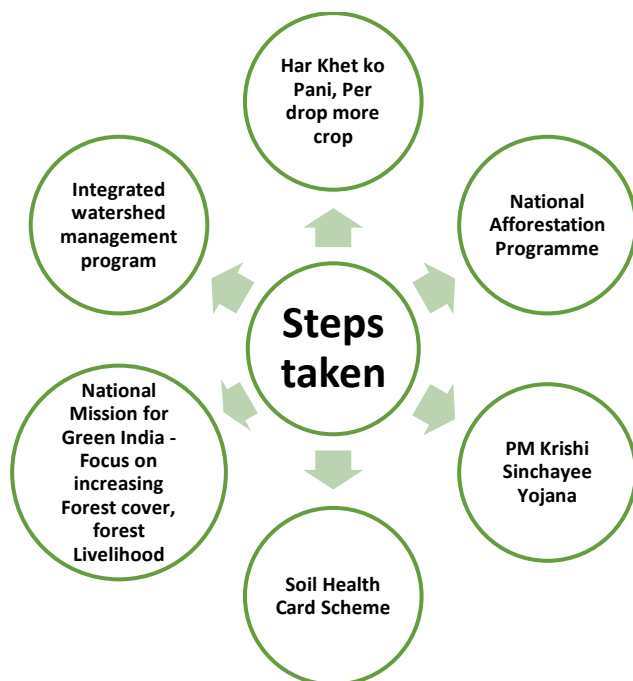 Har Khet ko
Pani, Per
drop more
crop
National
Afforestation
Programme
PM Krishi
Sinchayee
Yojana
Soil Health
Card Scheme
National
Mission for
Green India -
Focus on
increasing
Forest cover,
forest
Livelihood
Integrated
watershed
management
program
Steps
taken